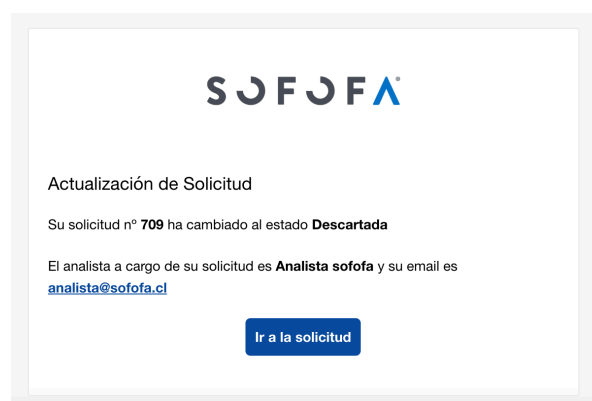 SOFOFA
Actualización de Solicitud
Su solicitud nº 709 ha cambiado al estado Descartada
El analista a cargo de su solicitud es Analista sofofa y su email es
analista@sofofa.cl
Ir a la solicitud